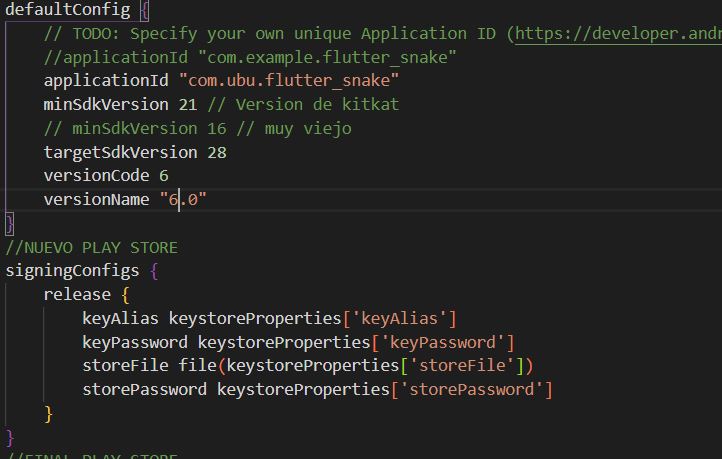 defaultConfig {
// TODO: Specify your own unique Application ID (https://developer.andr
//applicationId "com.example.flutter_snake"
applicationId "com.ubu.flutter_snake"
minSdkVersion 21 // Version de kitkat
// minSdkVersion 16 // muy viejo
targetSdkVersion 28
versionCode 6
versionName "6.0"
}
//NUEVO PLAY STORE
signingConfigs {
release {
keyAlias keystoreProperties['keyAlias']
keyPassword keystoreProperties['keyPassword']
storeFile file(keystoreProperties['storeFile'])
storePassword keystoreProperties['storePassword']
}
}
//FINAL PLAY STORE